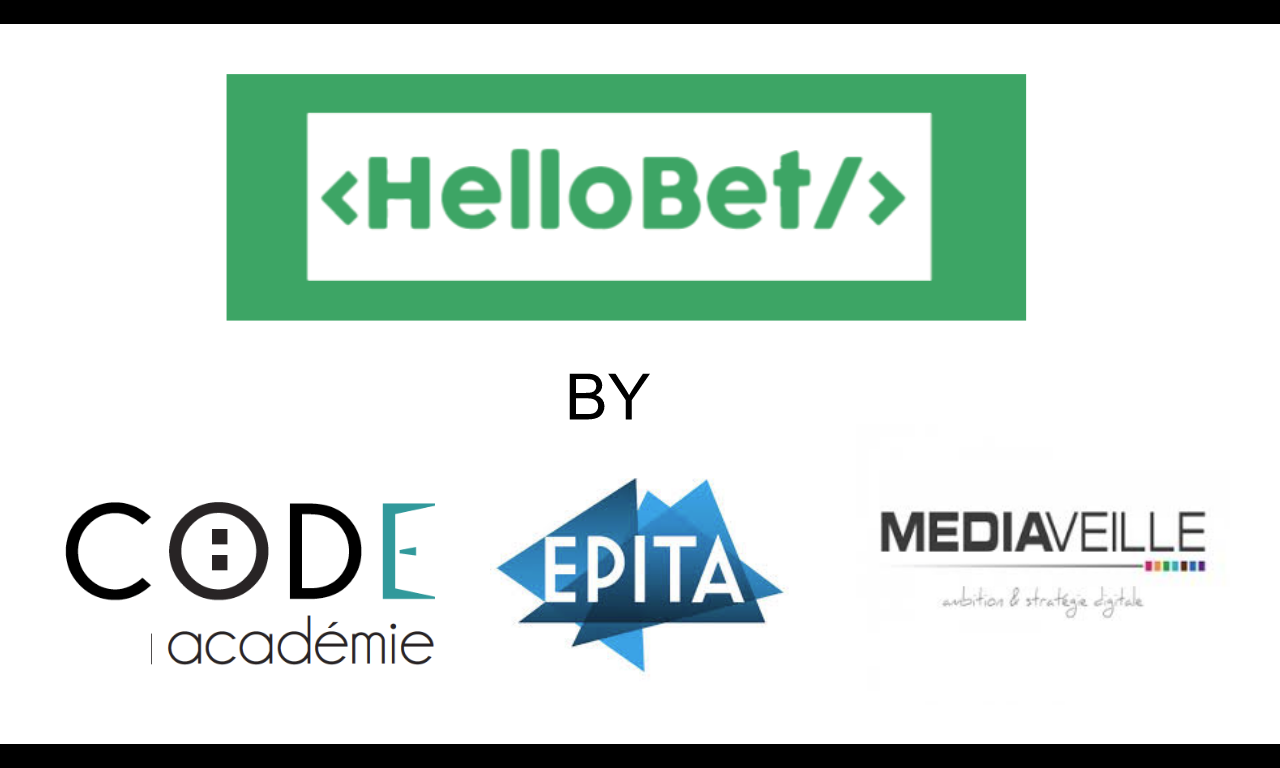 <HelloBet/>
BY
CODE
académie
EPITA
MEDIAVEILLE
ambition & stratégie digitale